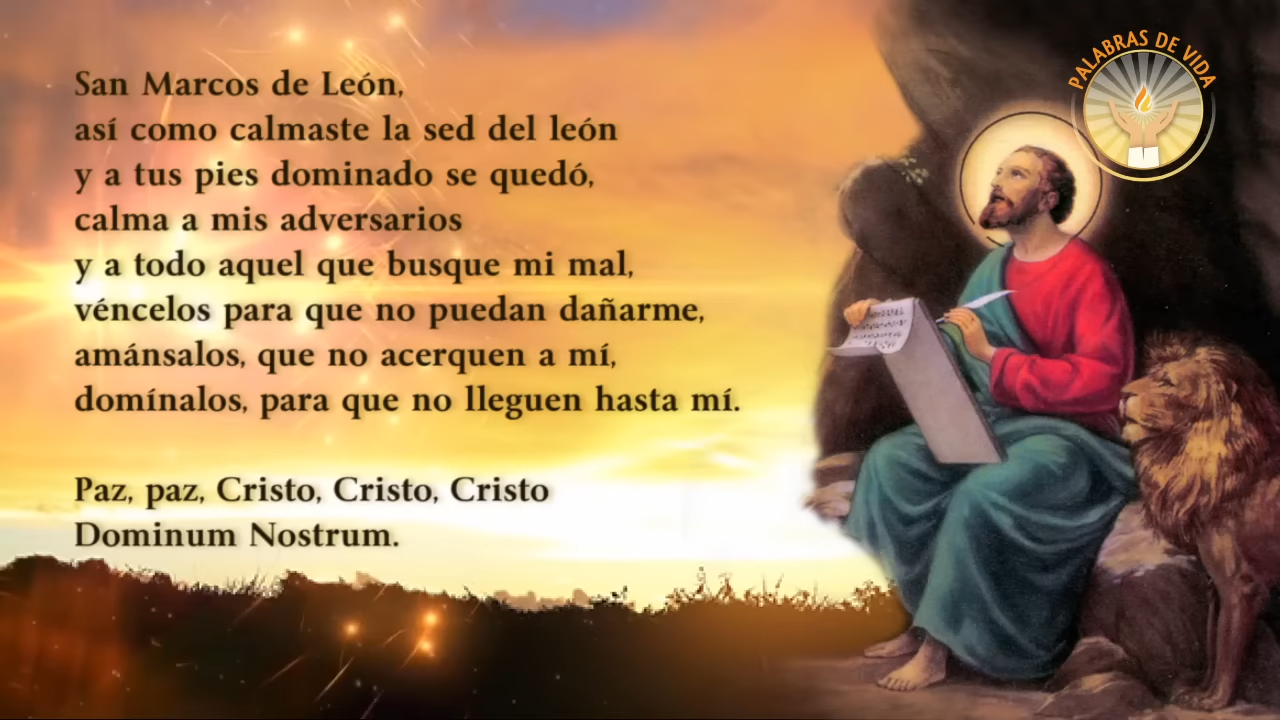 San Marcos de León,
así como calmaste la sed del león
y a tus pies dominado se quedó,
calma a mis adversarios
y a todo aquel que busque mi mal,
véncelos para que no puedan dañarme,
amánsalos, que no acerquen a mí,
domínalos, para que no lleguen hasta mí.
Paz, paz, Cristo, Cristo, Cristo
Dominum Nostrum.
PALABRAS DE VIDA